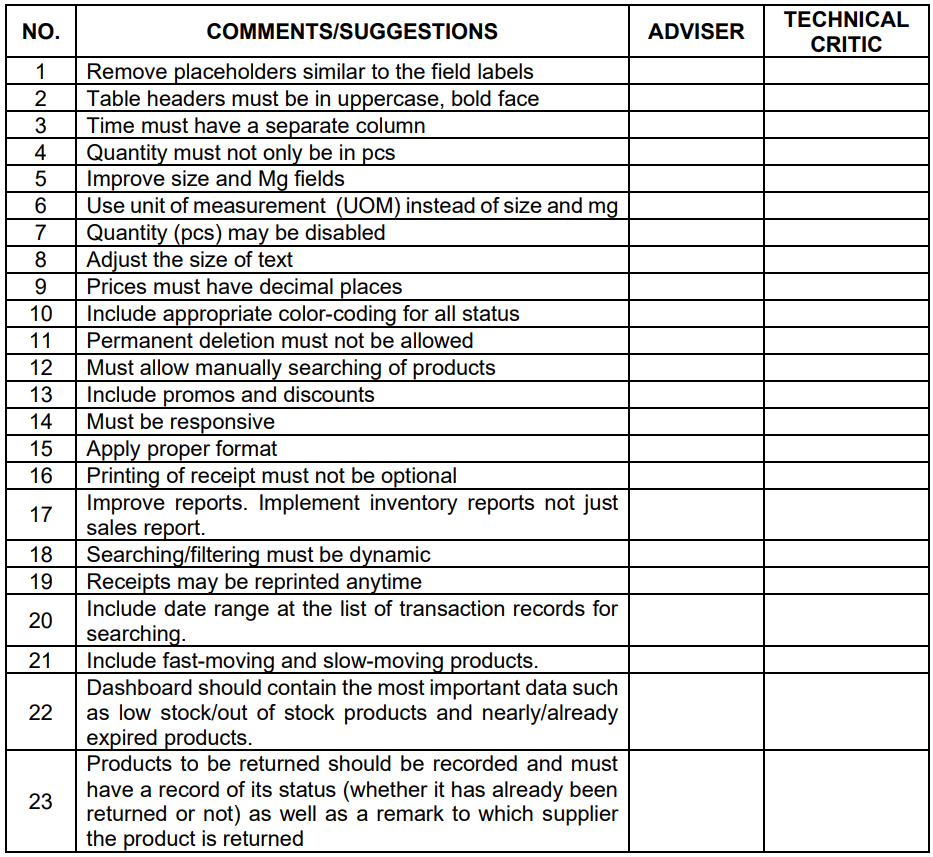 NO. COMMENTS/SUGGESTIONS ADVISER TECHNICAL
CRITIC
1 Remove placeholders similar to the field labels
2 Table headers must be in uppercase, bold face
3 Time must have a separate column
4 Quantity must not only be in pcs
5 Improve size and Mg fields
6 Use unit of measurement (UOM) instead of size and mg
7 Quantity (pcs) may be disabled
8 Adjust the size of text
9 Prices must have decimal places
10 Include appropriate color-coding for all status
11 Permanent deletion must not be allowed
12 Must allow manually searching of products
13 Include promos and discounts
14 Must be responsive
15 Apply proper format
16 Printing of receipt must not be optional
17 Improve reports. Implement inventory reports not just
sales report.
18 Searching/filtering must be dynamic
19 Receipts may be reprinted anytime
20 Include date range at the list of transaction records for
searching.
21 Include fast-moving and slow-moving products.
22 Dashboard should contain the most important data such
as low stock/out of stock products and nearly/already
expired products.
23 Products to be returned should be recorded and must
have a record of its status (whether it has already been
returned or not) as well as a remark to which supplier
the product is returned